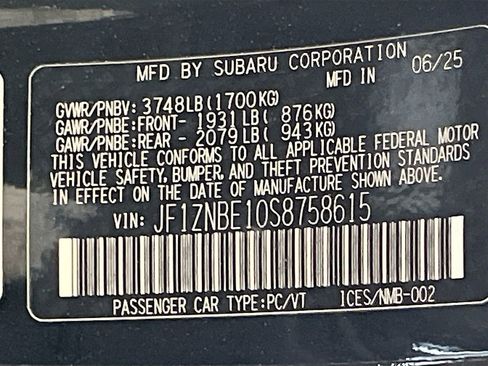 MFD BY SUBARU CORPORATION
MFD IN 06/25
GVWR/PNBV: 3748LB(1700KG)
GAWR/PNBE:FRONT- 1931LB( 876KG)
GAWR/PNBE:REAR - 2079LB( 943KG)
THIS VEHICLE CONFORMS TO ALL APPLICABLE FEDERAL MOTOR
VEHICLE SAFETY, BUMPER, AND THEFT PREVENTION STANDARDS
IN EFFECT ON THE DATE OF MANUFACTURE SHOWN ABOVE.
VIN: JF1ZNBE10S8758615
PASSENGER CAR TYPE:PC/VT 1CES/NMB-002